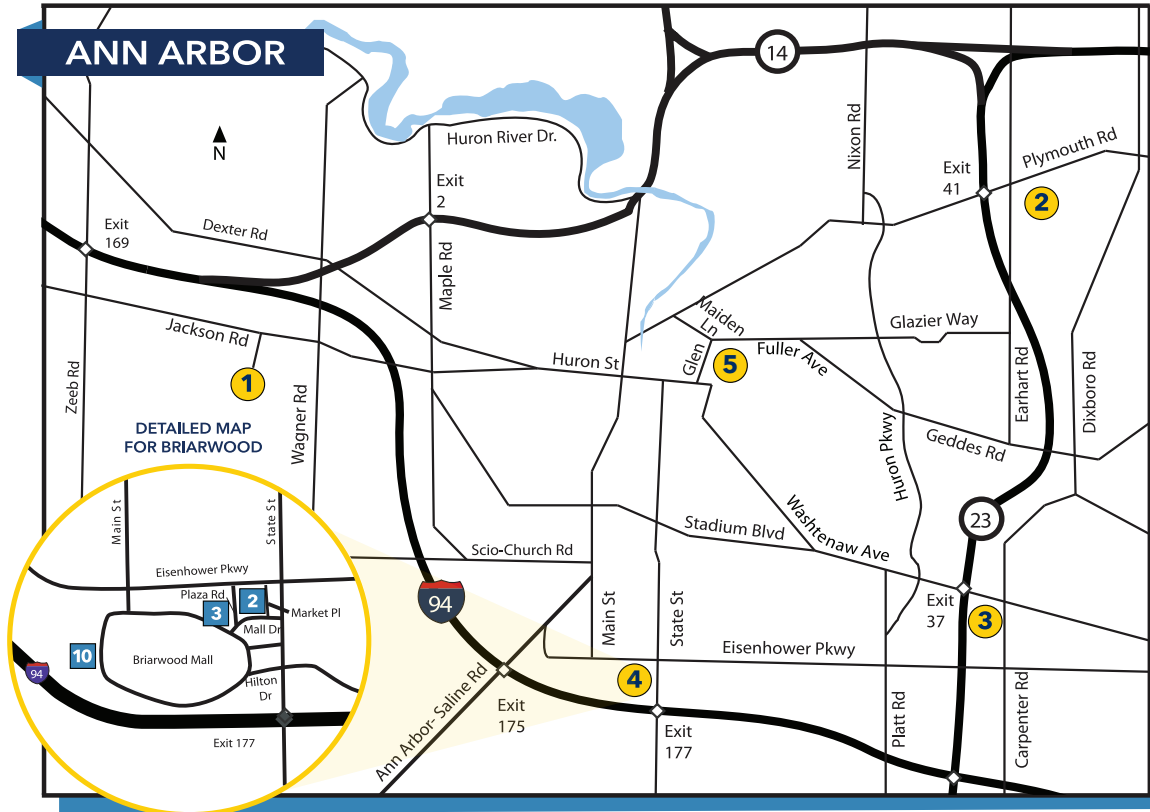 ANN ARBOR
14
N
Huron River Dr.
Nixon Rd
Plymouth Rd
Exit
41
2
Exit
2
Exit
169
Dexter Rd
Maple Rd
Maiden
Ln
Glazier Way
Jackson Rd
Huron St
Glen
5
Fuller Ave
Earhart Rd
Dixboro Rd
Zeeb Rd
1
Wagner Rd
DETAILED MAP
FOR BRIARWOOD
Huron Pkwy
Geddes Rd
Stadium Blvd
Washtenaw Ave
23
Scio-Church Rd
94
Main St
State St
Exit
37
3
Eisenhower Pkwy
4
Ann Arbor- Saline Rd
Exit
175
Exit
177
Platt Rd
Carpenter Rd
Main St
State St
Eisenhower Pkwy
Plaza Rd
3
2
Market Pl
Mall Dr
10
Briarwood Mall
94
Hilton
Dr
Exit 177